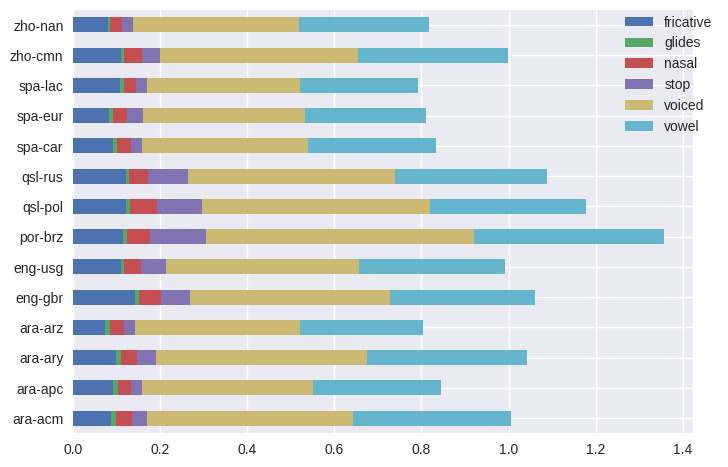 zho-nan
zho-cmn
spa-lac
spa-eur
spa-car
qsl-rus
qsl-pol
por-brz
eng-usg
eng-gbr
ara-arz
ara-ary
ara-apc
ara-acm
0.0 0.2 0.4 0.6 0.8 1.0 1.2 1.4
fricative
glides
nasal
stop
voiced
vowel